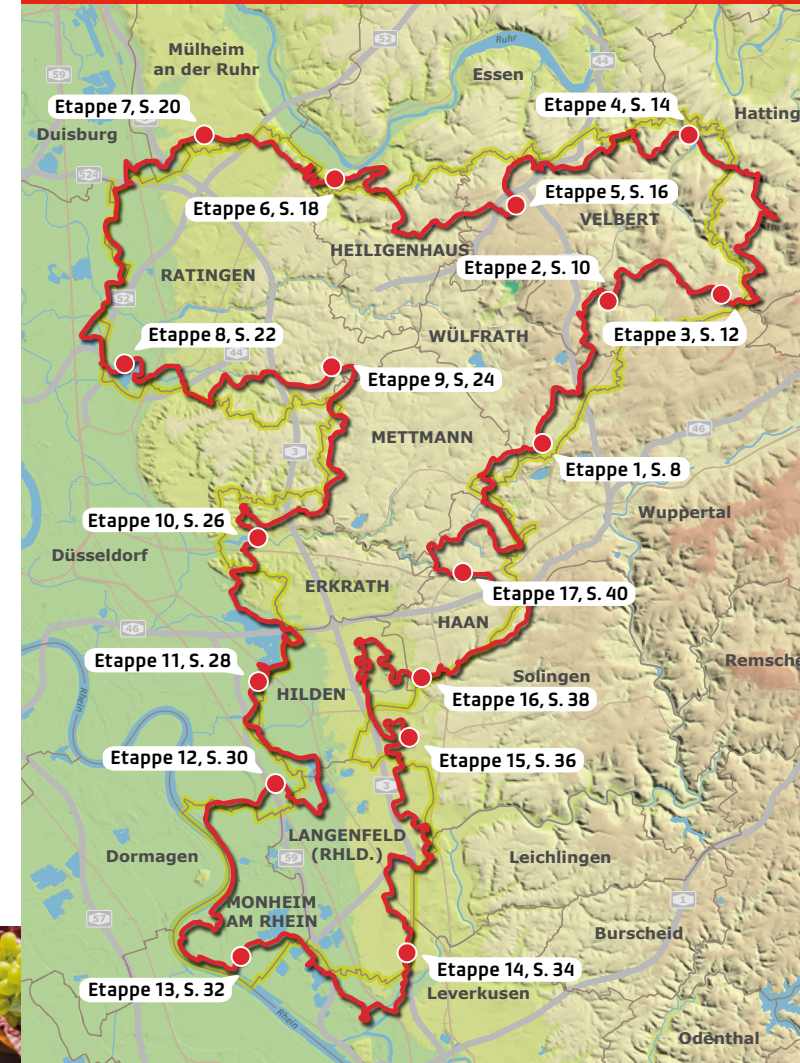 52
Ruhr
Mülheim
an der Ruhr
44
59
Essen
Etappe 7, S. 20
Etappe 4, S. 14
Hatting
3
Duisburg
524
Etappe 5, S. 16
Etappe 6, S. 18
VELBERT
HEILIGENHAUS
Etappe 2, S. 10
RATINGEN
52
Etappe 8, S. 22
WÜLFRATH
Etappe 3, S. 12
44
Etappe 9, S, 24
METTMANN
46
3
Etappe 1, S. 8
Etappe 10, S. 26
Wuppertal
Düsseldorf
ERKRATH
Etappe 17, S. 40
HAAN
46
Etappe 11, S. 28
Remsche
Solingen
Rhein
HILDEN
Etappe 16, S. 38
Etappe 12, S. 30
Etappe 15, S. 36
3
LANGENFELD
(RHLD.)
Dormagen
59
Leichlingen
MONHEIM
AM RHEIN
1
57
Burscheid
Etappe 14, S. 34
Etappe 13, S. 32
Leverkusen
Rhein
Odenthal